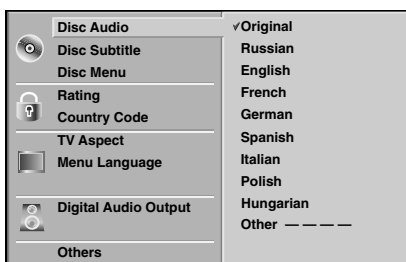 Disc Audio
Disc Subtitle
Disc Menu
Rating
Country Code
TV Aspect
Menu Language
Digital Audio Output
Others
✓Original
Russian
English
French
German
Spanish
Italian
Polish
Hungarian
Other — — — —